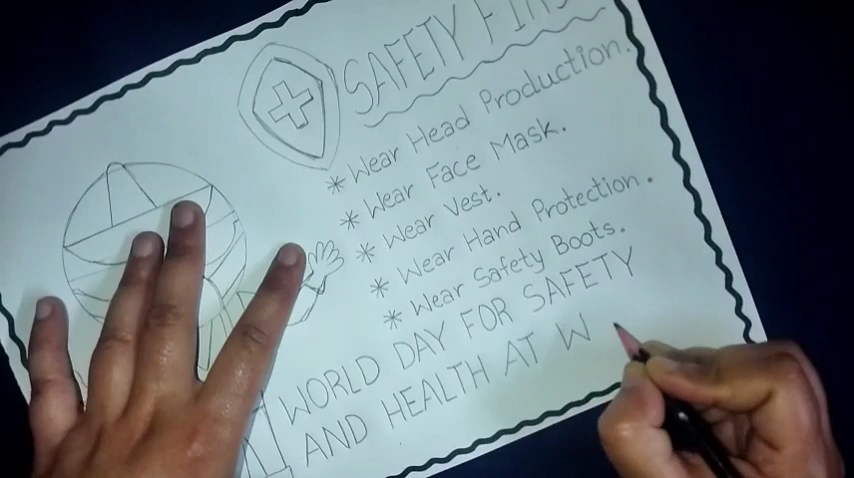 SAFETY FIRS
* Wear Head Production.
* Wear Face Mask.
* Wear Vest.
* Wear Hand Protection.
* Wear Safety Boots.
WORLD DAY FOR SAFETY
AND HEALTH AT W